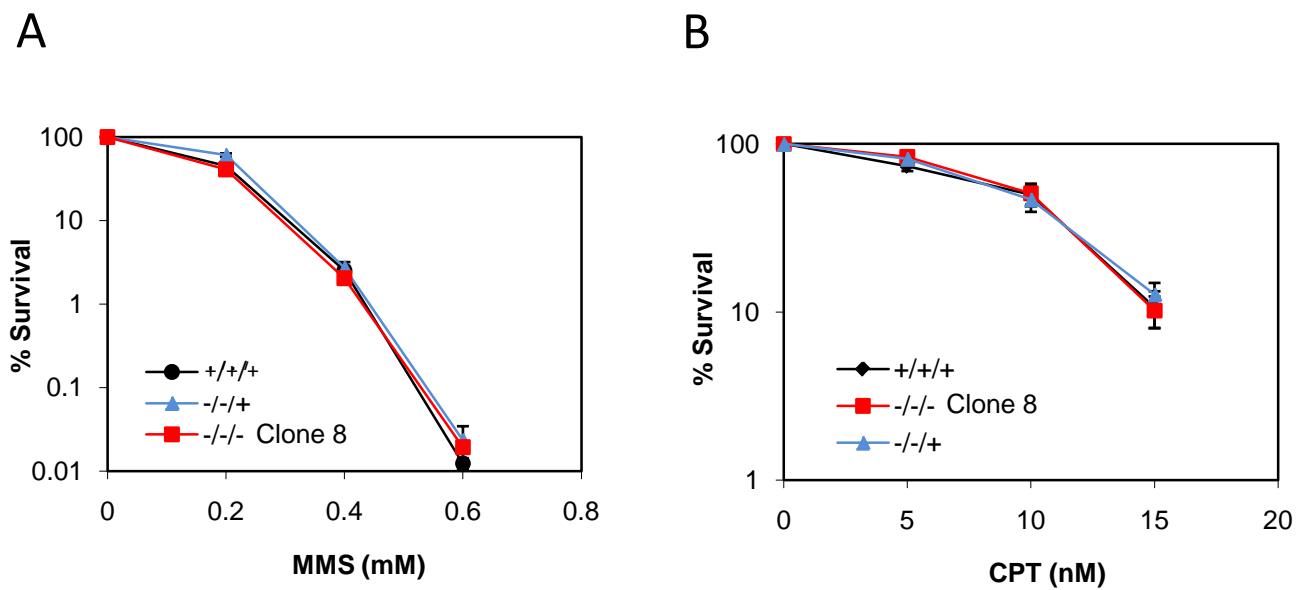 A
100
10
1
0.1
0.01
% Survival
+/+/+
-/-/+
-/-/- Clone 8
0 0.2 0.4 0.6 0.8
MMS (mM)
B
100
10
1
% Survival
+/+/+
-/-/- Clone 8
-/-/+
0 5 10 15 20
CPT (nM)